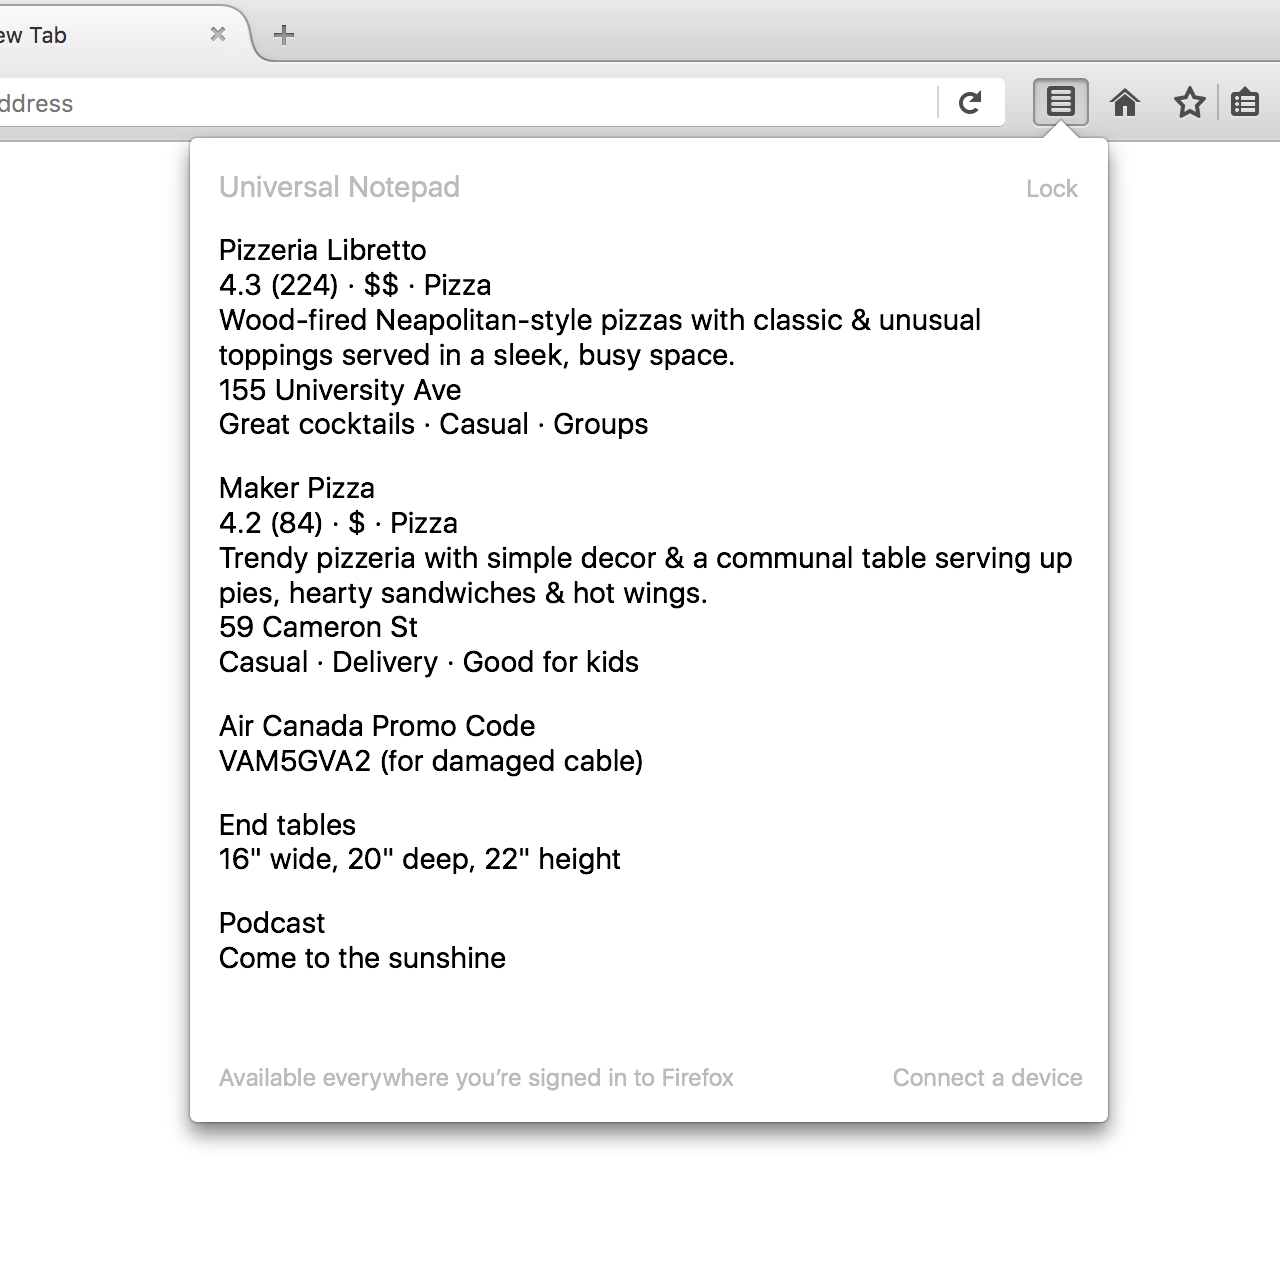 ew Tab
ddress
Universal Notepad
Lock
Pizzeria Libretto
4.3 (224) · $$ · Pizza
Wood-fired Neapolitan-style pizzas with classic & unusual
toppings served in a sleek, busy space.
155 University Ave
Great cocktails · Casual · Groups
Maker Pizza
4.2 (84) · $ · Pizza
Trendy pizzeria with simple decor & a communal table serving up
pies, hearty sandwiches & hot wings.
59 Cameron St
Casual · Delivery · Good for kids
Air Canada Promo Code
VAM5GVA2 (for damaged cable)
End tables
16" wide, 20" deep, 22" height
Podcast
Come to the sunshine
Available everywhere you’re signed in to Firefox
Connect a device